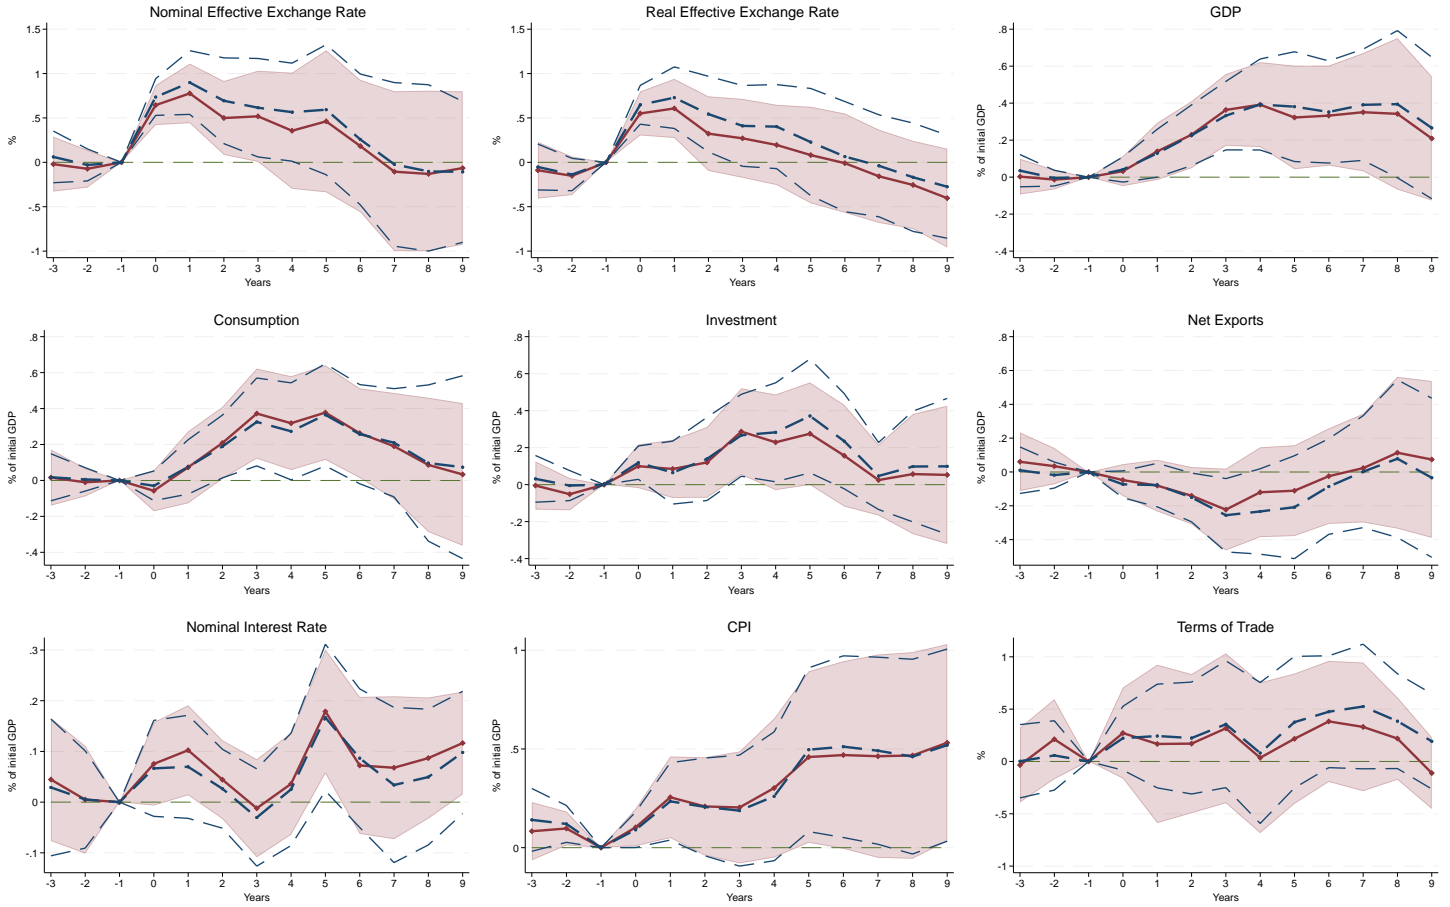 Nominal Effective Exchange Rate
1.5
1
.5
0
-.5
-1
%
-3 -2 -1 0 1 2 3 4 5 6 7 8 9
Years
Real Effective Exchange Rate
1.5
1
.5
0
-.5
-1
%
-3 -2 -1 0 1 2 3 4 5 6 7 8 9
Years
GDP
.8
.6
.4
.2
0
-.2
-.4
% of initial GDP
-3 -2 -1 0 1 2 3 4 5 6 7 8 9
Years
Consumption
.8
.6
.4
.2
0
-.2
-.4
% of initial GDP
-3 -2 -1 0 1 2 3 4 5 6 7 8 9
Years
Investment
.8
.6
.4
.2
0
-.2
-.4
% of initial GDP
-3 -2 -1 0 1 2 3 4 5 6 7 8 9
Years
Net Exports
.8
.6
.4
.2
0
-.2
-.4
% of initial GDP
-3 -2 -1 0 1 2 3 4 5 6 7 8 9
Years
Nominal Interest Rate
.3
.2
.1
0
-.1
% of initial GDP
-3 -2 -1 0 1 2 3 4 5 6 7 8 9
Years
CPI
1
.5
0
% of initial GDP
-3 -2 -1 0 1 2 3 4 5 6 7 8 9
Years
Terms of Trade
1
.5
0
-.5
-1
%
-3 -2 -1 0 1 2 3 4 5 6 7 8 9
Years